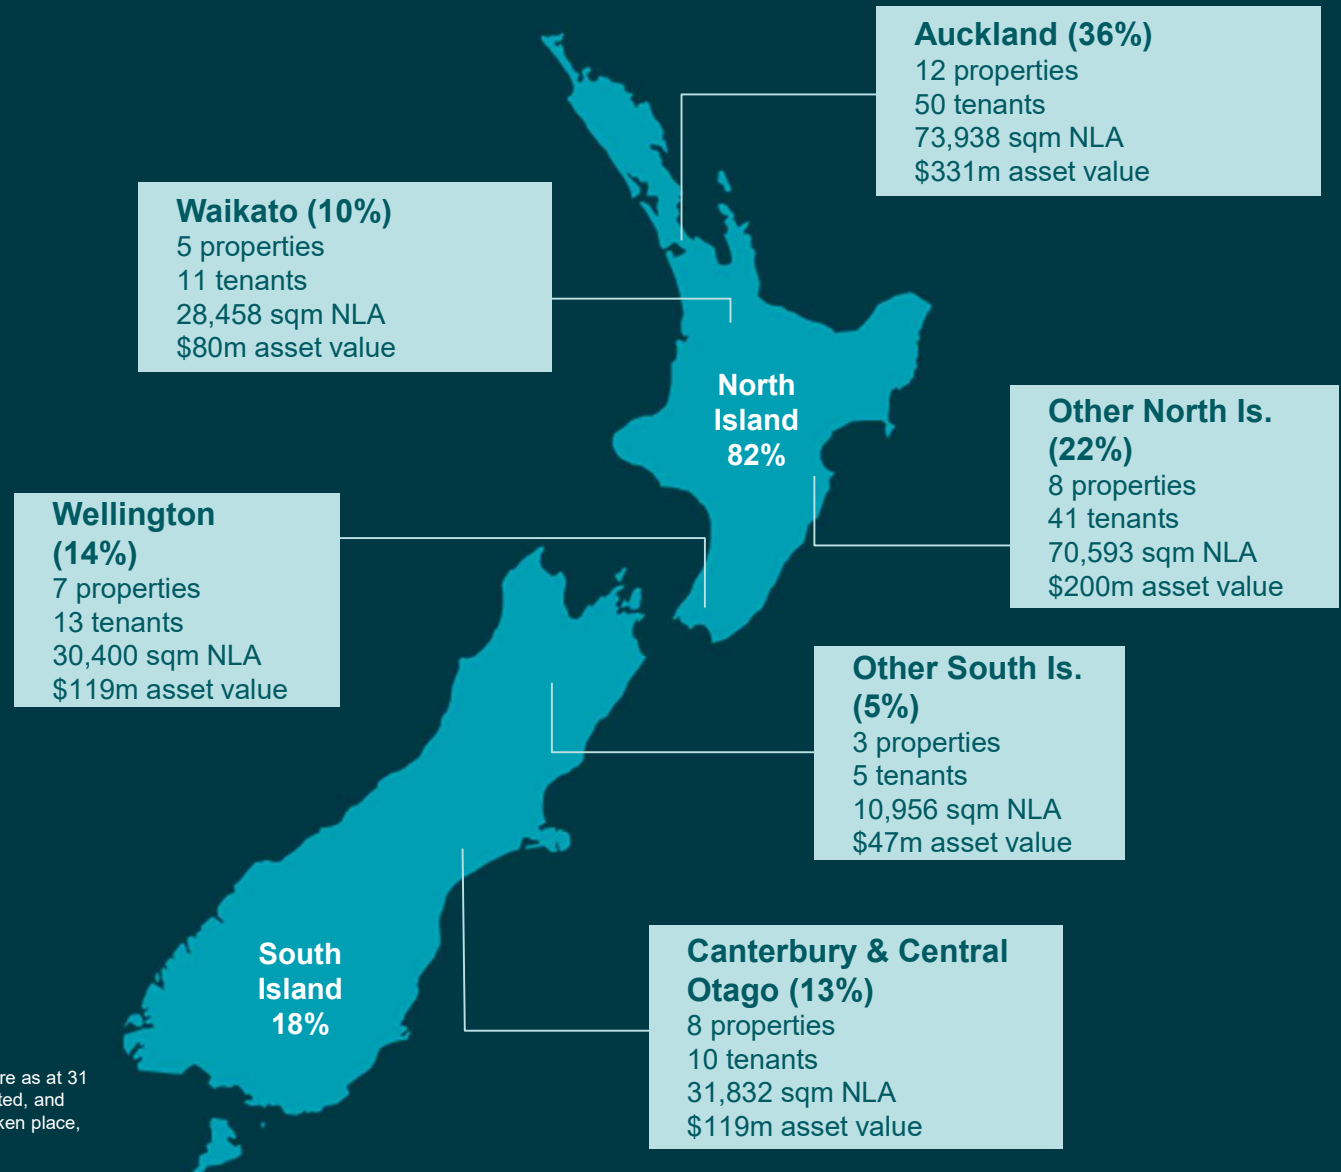 Auckland (36%)
12 properties
50 tenants
73,938 sqm NLA
$331m asset value
Waikato (10%)
5 properties
11 tenants
28,458 sqm NLA
$80m asset value
North
Island
82%
Other North Is.
(22%)
8 properties
41 tenants
70,593 sqm NLA
$200m asset value
Wellington
(14%)
7 properties
13 tenants
30,400 sqm NLA
$119m asset value
Other South Is.
(5%)
3 properties
5 tenants
10,956 sqm NLA
$47m asset value
South
Island
18%
Canterbury & Central
Otago (13%)
8 properties
10 tenants
31,832 sqm NLA
$119m asset value
as at 31
and
place,